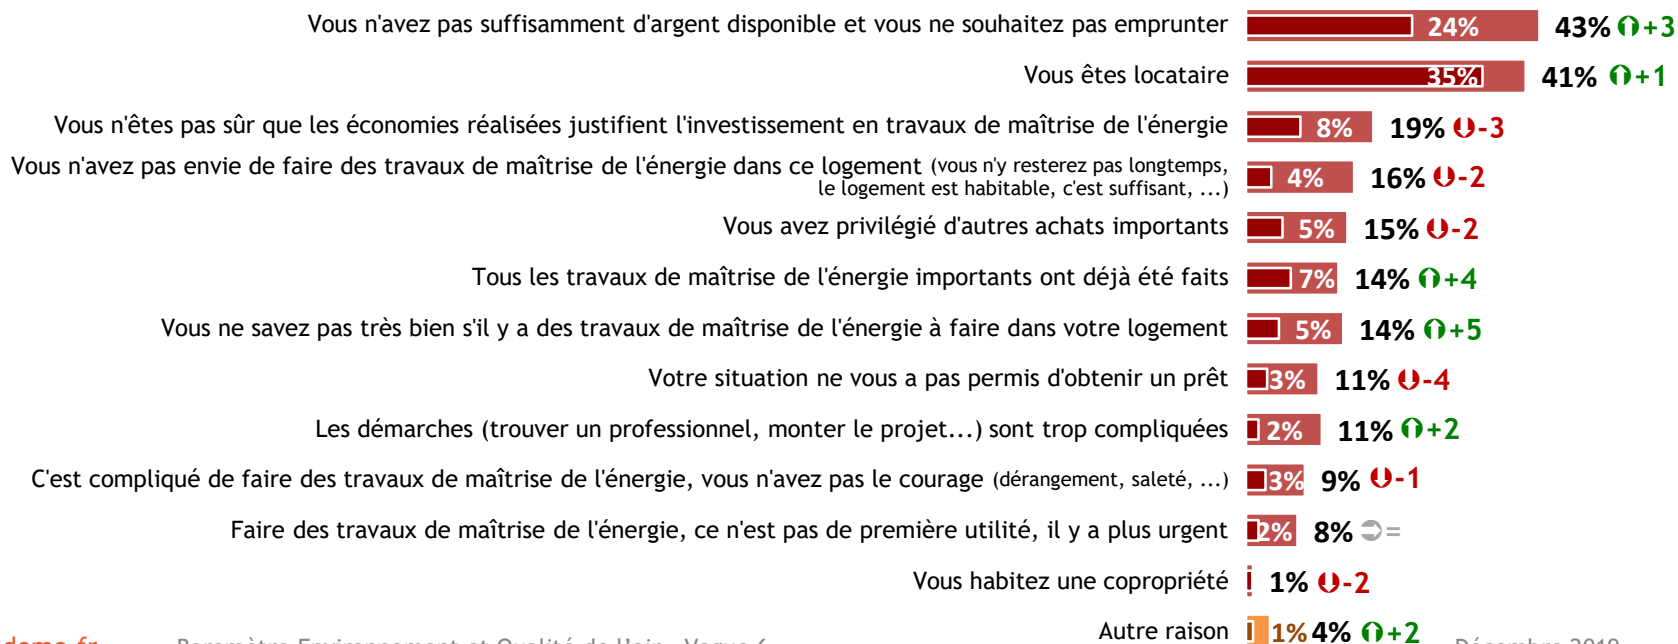 Vous n'avez pas suffisamment d'argent disponible et vous ne souhaitez pas emprunter 24% 43% +3
Vous êtes locataire 35% 41% +1
Vous n'êtes pas sûr que les économies réalisées justifient l'investissement en travaux de maîtrise de l'énergie 8% 19% -3
Vous n'avez pas envie de faire des travaux de maîtrise de l'énergie dans ce logement (vous n'y resterez pas longtemps,
le logement est habitable, c'est suffisant, ...) 4% 16% -2
Vous avez privilégié d'autres achats importants 5% 15% -2
Tous les travaux de maîtrise de l'énergie importants ont déjà été faits 7% 14% +4
Vous ne savez pas très bien s'il y a des travaux de maîtrise de l'énergie à faire dans votre logement 5% 14% +5
Votre situation ne vous a pas permis d'obtenir un prêt 3% 11% -4
Les démarches (trouver un professionnel, monter le projet...) sont trop compliquées 2% 11% +2
C'est compliqué de faire des travaux de maîtrise de l'énergie, vous n'avez pas le courage (dérangement, saleté, ...) 3% 9% -1
Faire des travaux de maîtrise de l'énergie, ce n'est pas de première utilité, il y a plus urgent 2% 8% =
Vous habitez une copropriété 1% -2
Autre raison 1% 4% +2